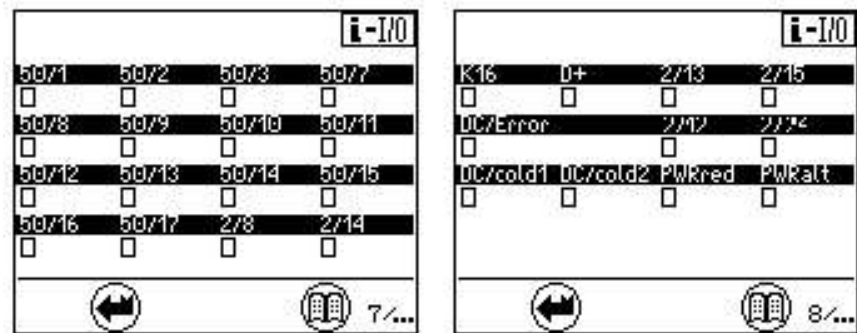 i-I/O
50/1 50/2 50/3 50/7
50/8 50/9 50/10 50/11
50/12 50/13 50/14 50/15
50/16 50/17 2/8 2/14
7/...
i-I/O
K16 D+ 2/13 2/15
DC/Error 2/12
DC/cold1 DC/cold2 PWRred PWRalt
8/...